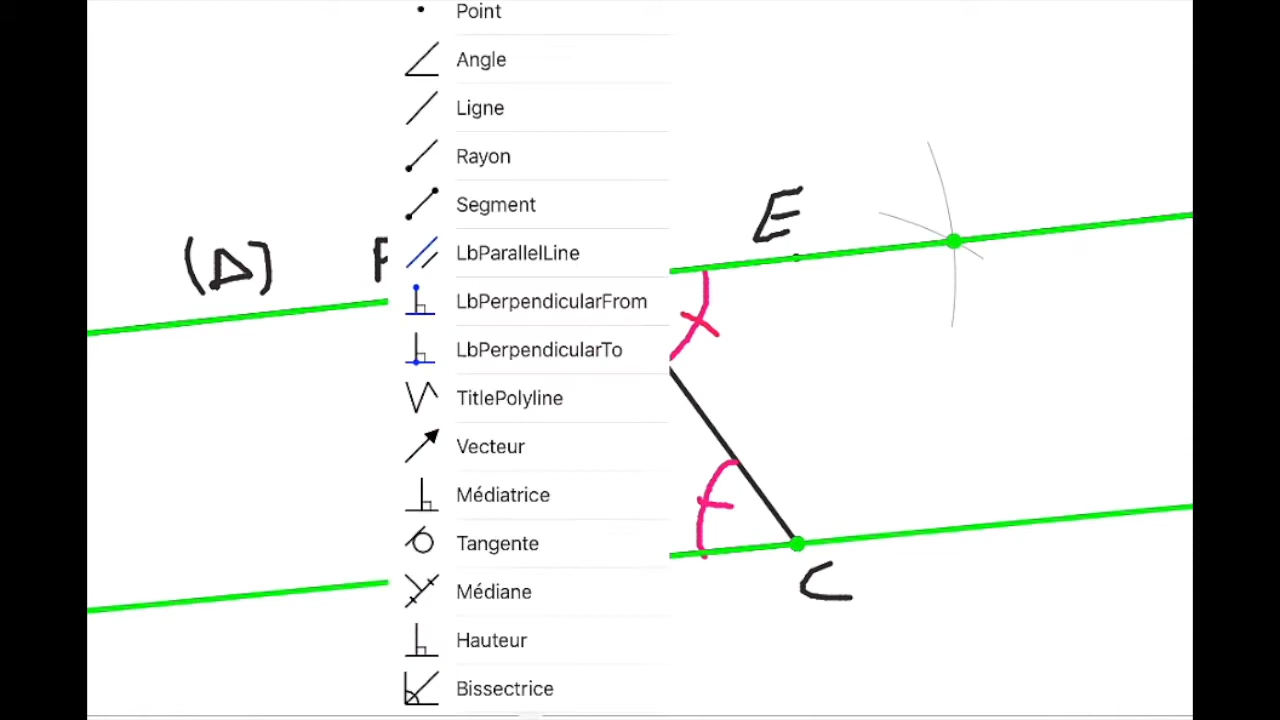 Point
Angle
Ligne
Rayon
Segment
LbParallelLine
LbPerpendicularFrom
LbPerpendicularTo
TitlePolyline
Vecteur
Médiatrice
Tangente
Médiane
Hauteur
Bissectrice
(Δ)
E
C